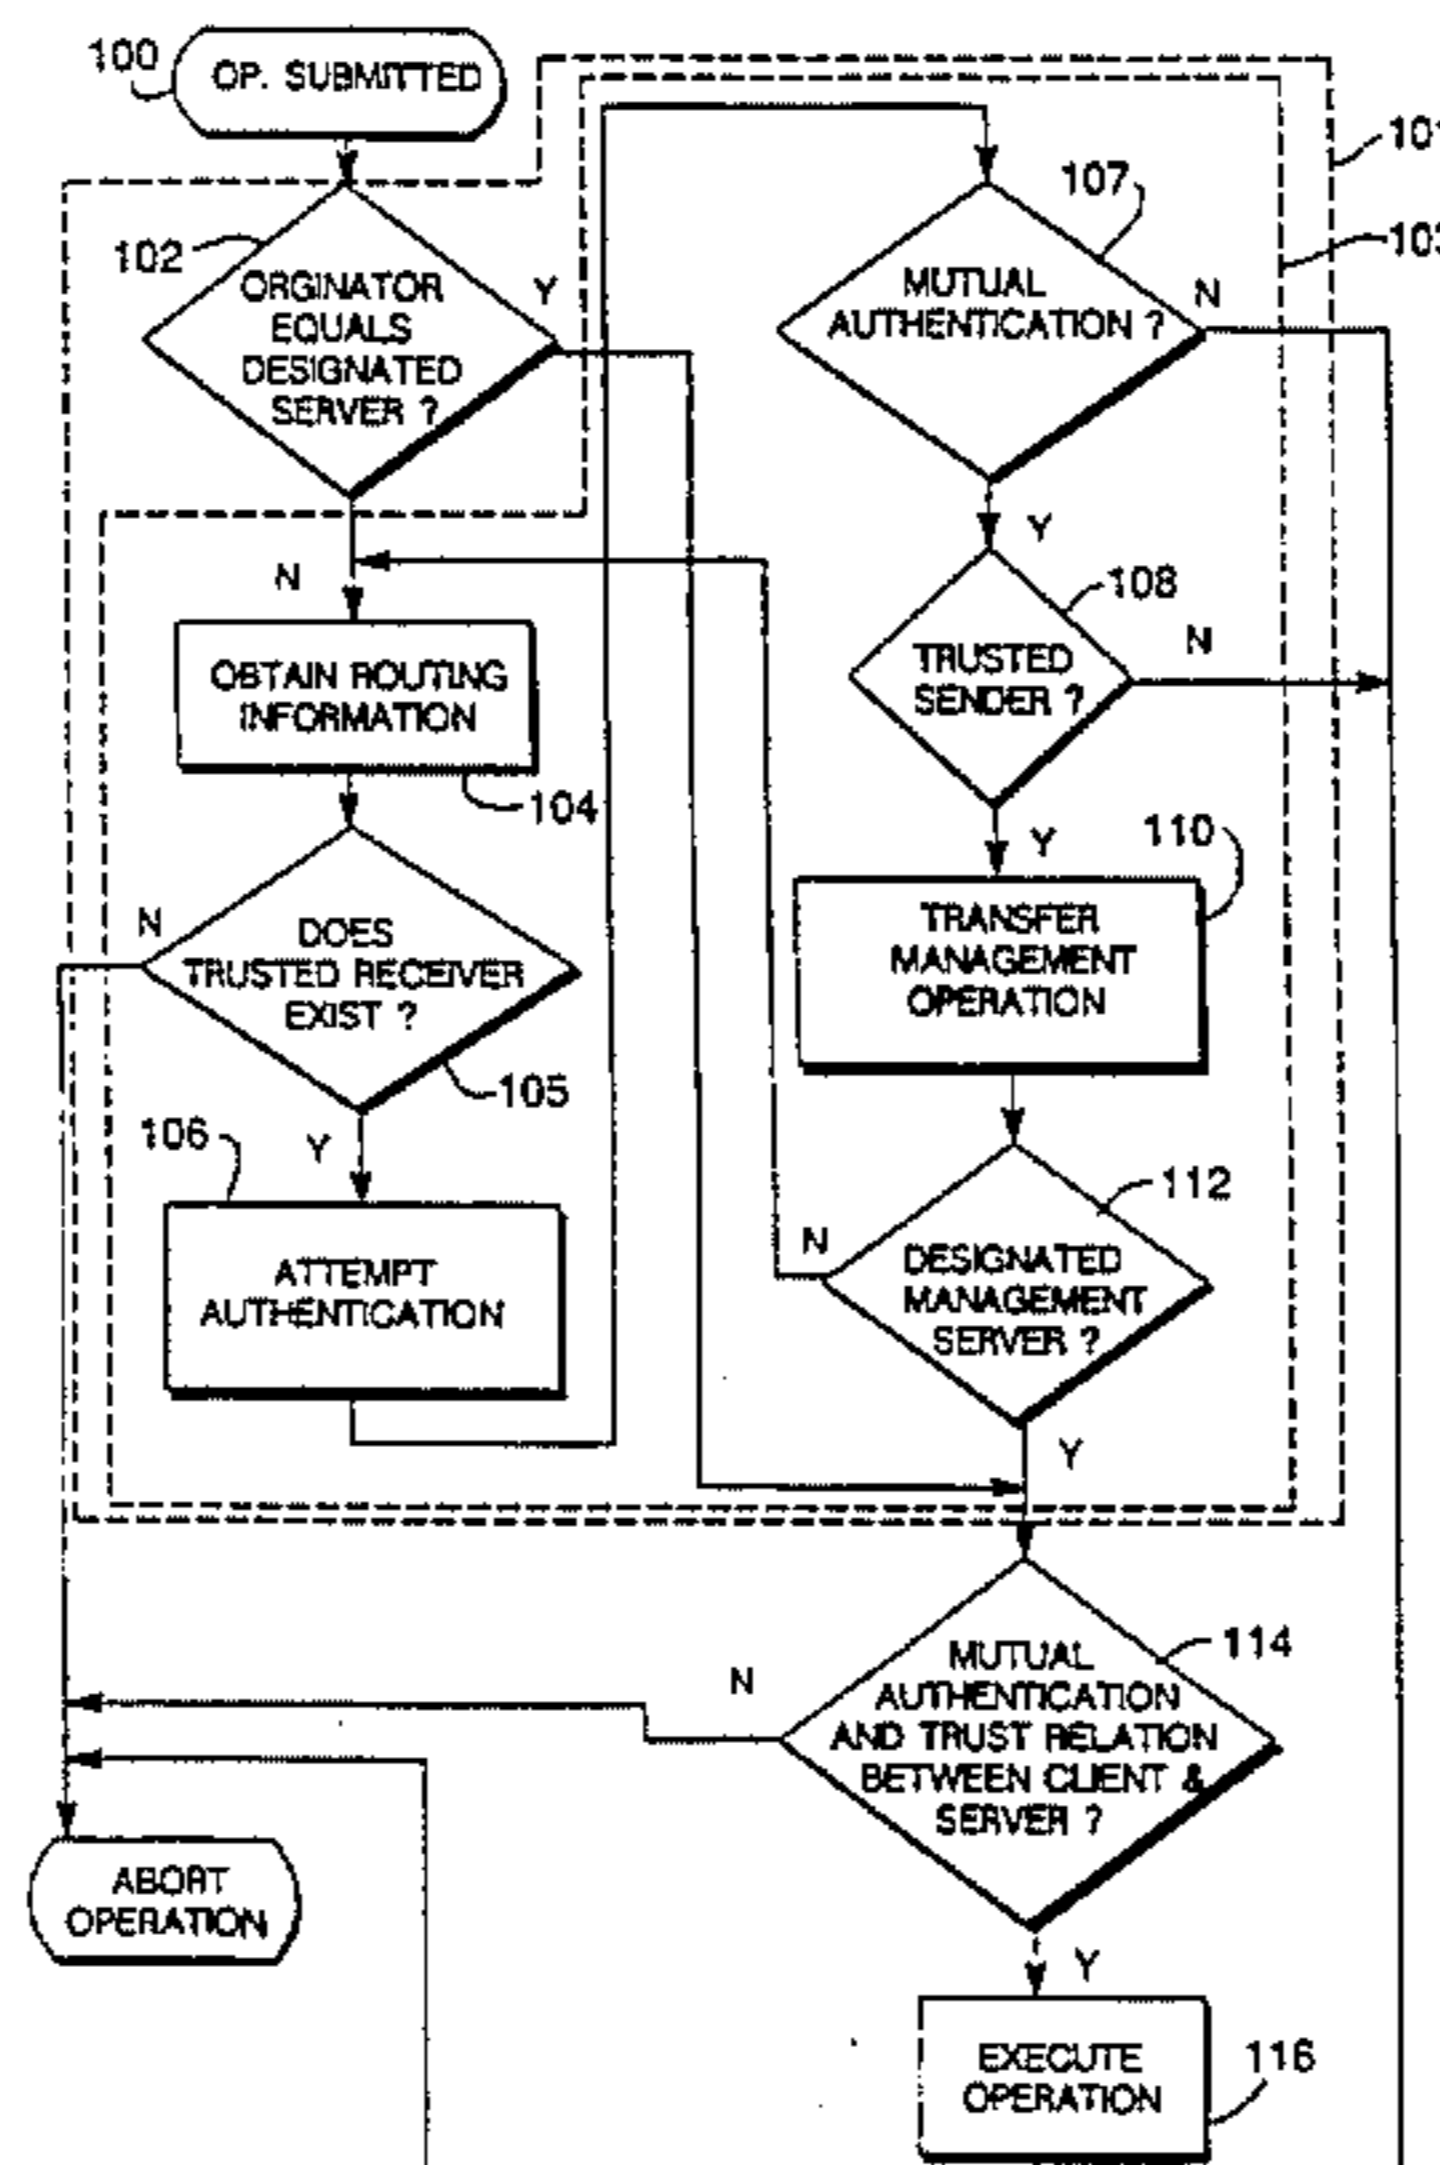 100
OP. SUBMITTED
101
102
ORGINATOR
EQUALS
DESIGNATED
SERVER ?
Y
N
107
MUTUAL
AUTHENTICATION ?
N
Y
OBTAIN ROUTING
INFORMATION
104
108
TRUSTED
SENDER ?
N
Y
DOES
TRUSTED RECEIVER
EXIST ?
N
105
Y
110
TRANSFER
MANAGEMENT
OPERATION
106
ATTEMPT
AUTHENTICATION
112
DESIGNATED
MANAGEMENT
SERVER ?
N
Y
114
MUTUAL
AUTHENTICATION
AND TRUST RELATION
BETWEEN CLIENT &
SERVER ?
N
Y
ABORT
OPERATION
EXECUTE
OPERATION
116